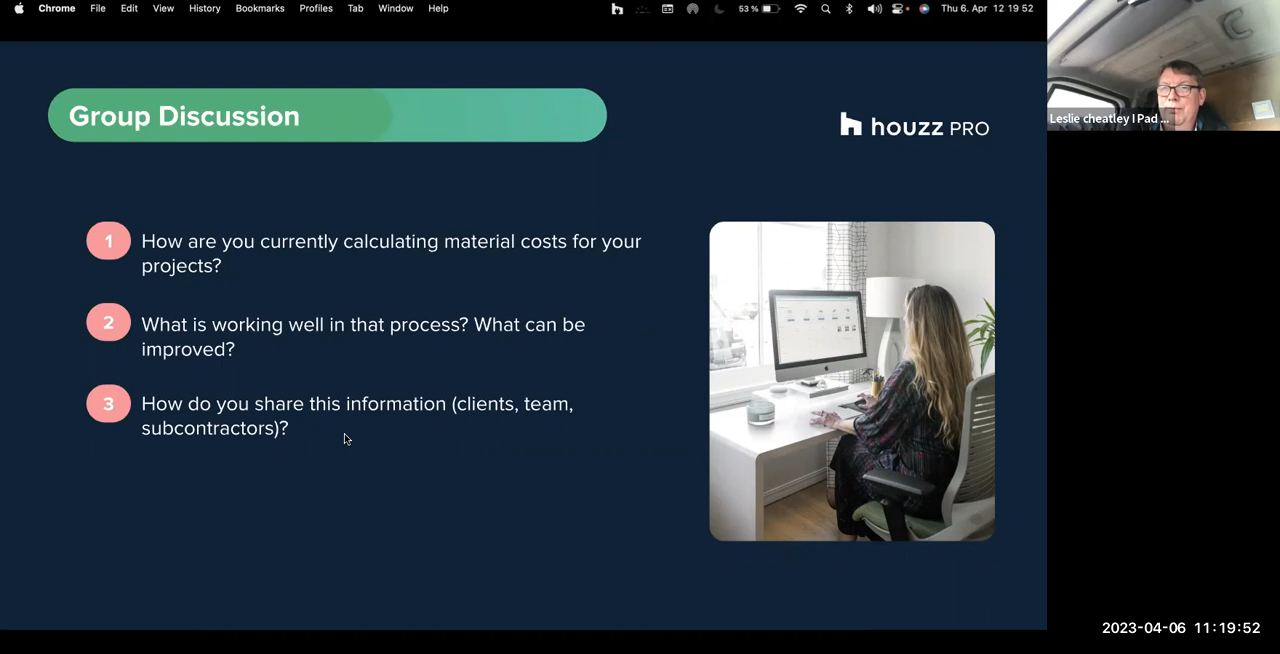 Chrome File Edit View History Bookmarks Profiles Tab Window Help 53 % Thu 6. Apr 12 19 52
Group Discussion
houzz PRO
1 How are you currently calculating material costs for your
projects?
2 What is working well in that process? What can be
improved?
3 How do you share this information (clients, team,
subcontractors)?
Leslie cheatley I Pad ...
2023-04-06 11:19:52